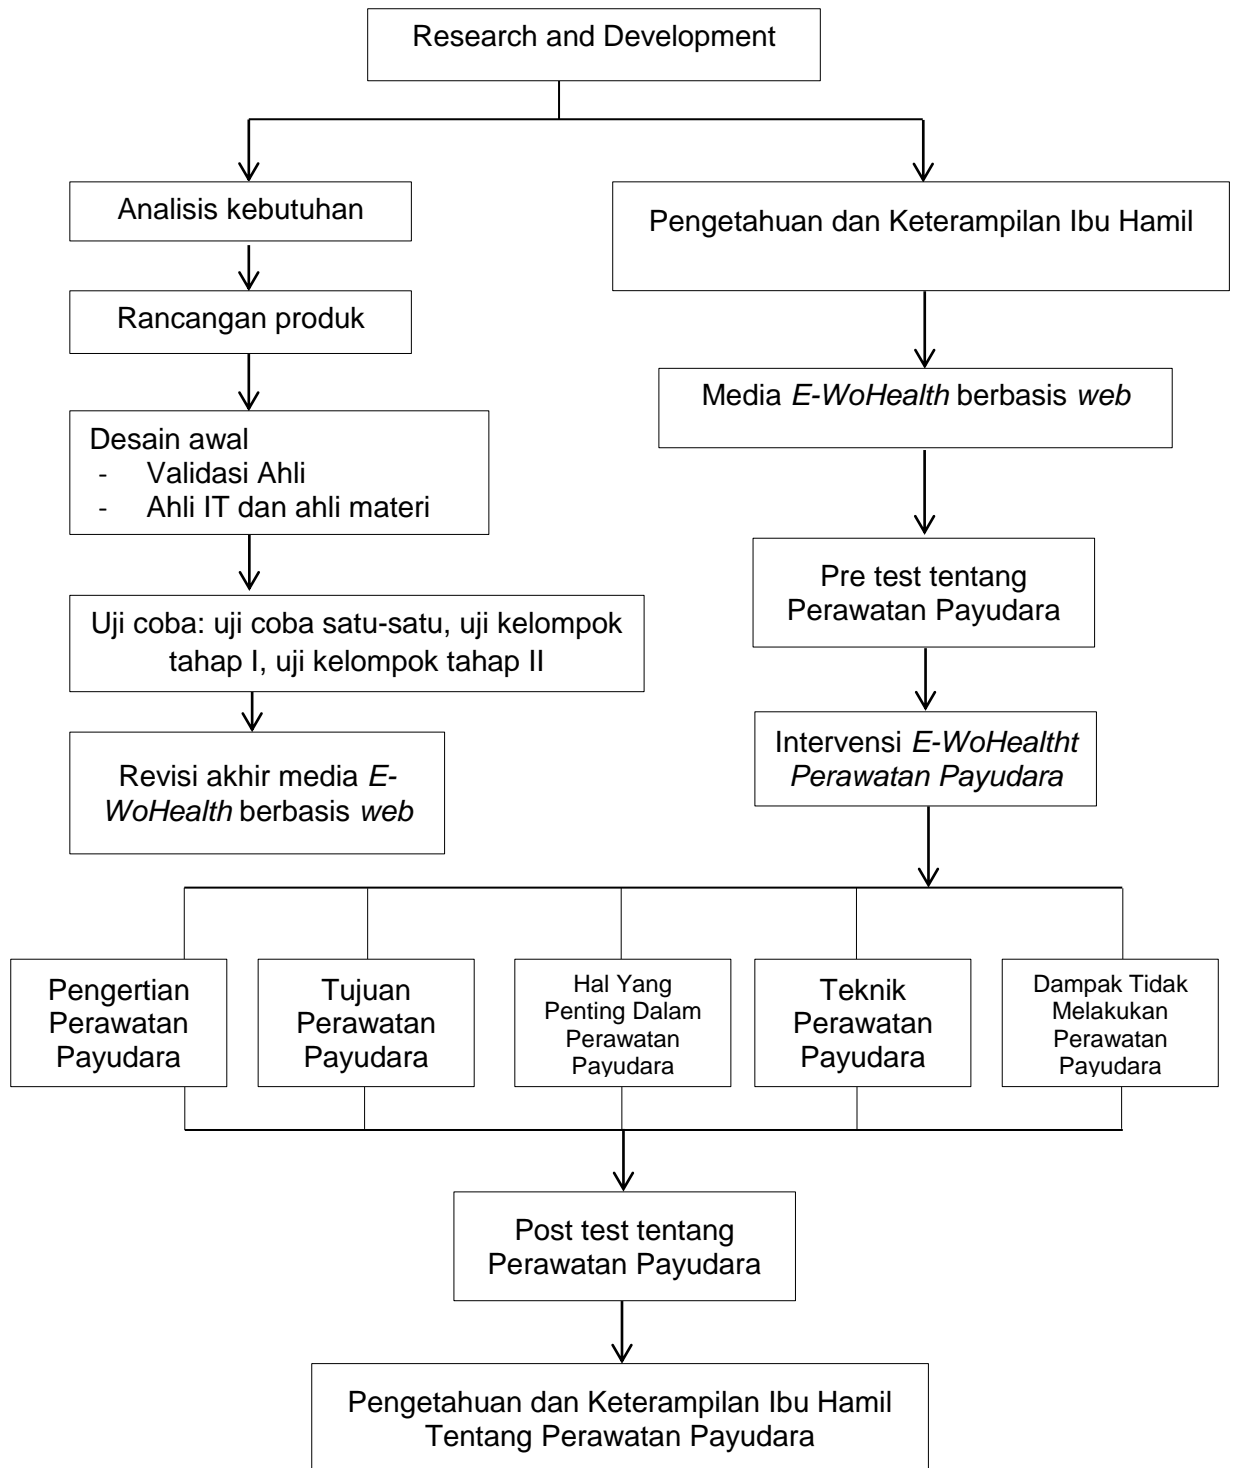 Research and Development
Analisis kebutuhan
Rancangan produk
Desain awal
- Validasi Ahli
- Ahli IT dan ahli materi
Uji coba: uji coba satu-satu, uji kelompok
tahap I, uji kelompok tahap II
Revisi akhir media E-
WoHealth berbasis web
Pengetahuan dan Keterampilan Ibu Hamil
Media E-WoHealth berbasis web
Pre test tentang
Perawatan Payudara
Intervensi E-WoHealtht
Perawatan Payudara
Pengertian
Perawatan
Payudara
Tujuan
Perawatan
Payudara
Hal Yang
Penting Dalam
Perawatan
Payudara
Teknik
Perawatan
Payudara
Dampak Tidak
Melakukan
Perawatan
Payudara
Post test tentang
Perawatan Payudara
Pengetahuan dan Keterampilan Ibu Hamil
Tentang Perawatan Payudara